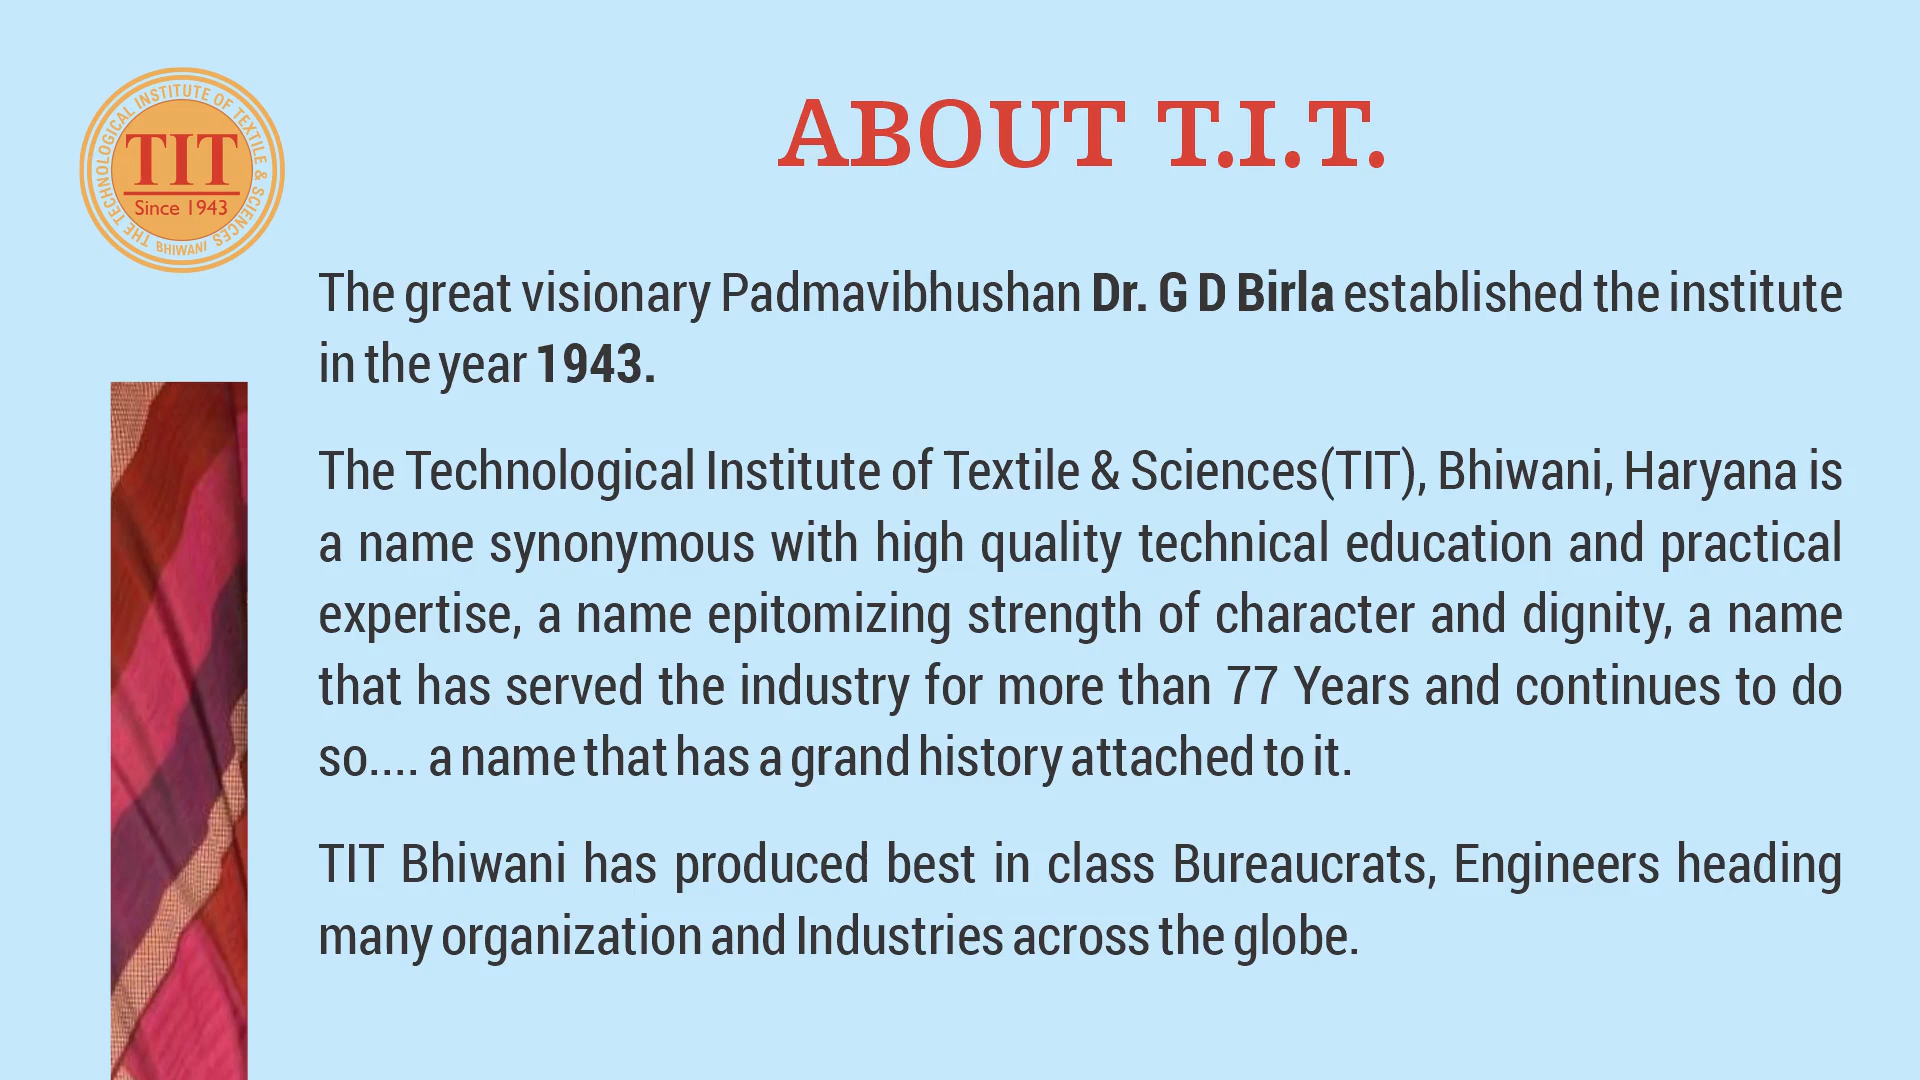 THE TECHNOLOGICAL INSTITUTE OF TEXTILE & SCIENCES
BHIWANI
TIT
Since 1943
ABOUT T.I.T.
The great visionary Padmavibhushan Dr. G D Birla established the institute
in the year 1943.
The Technological Institute of Textile & Sciences(TIT), Bhiwani, Haryana is
a name synonymous with high quality technical education and practical
expertise, a name epitomizing strength of character and dignity, a name
that has served the industry for more than 77 Years and continues to do
so.... a name that has a grand history attached to it.
TIT Bhiwani has produced best in class Bureaucrats, Engineers heading
many organization and Industries across the globe.